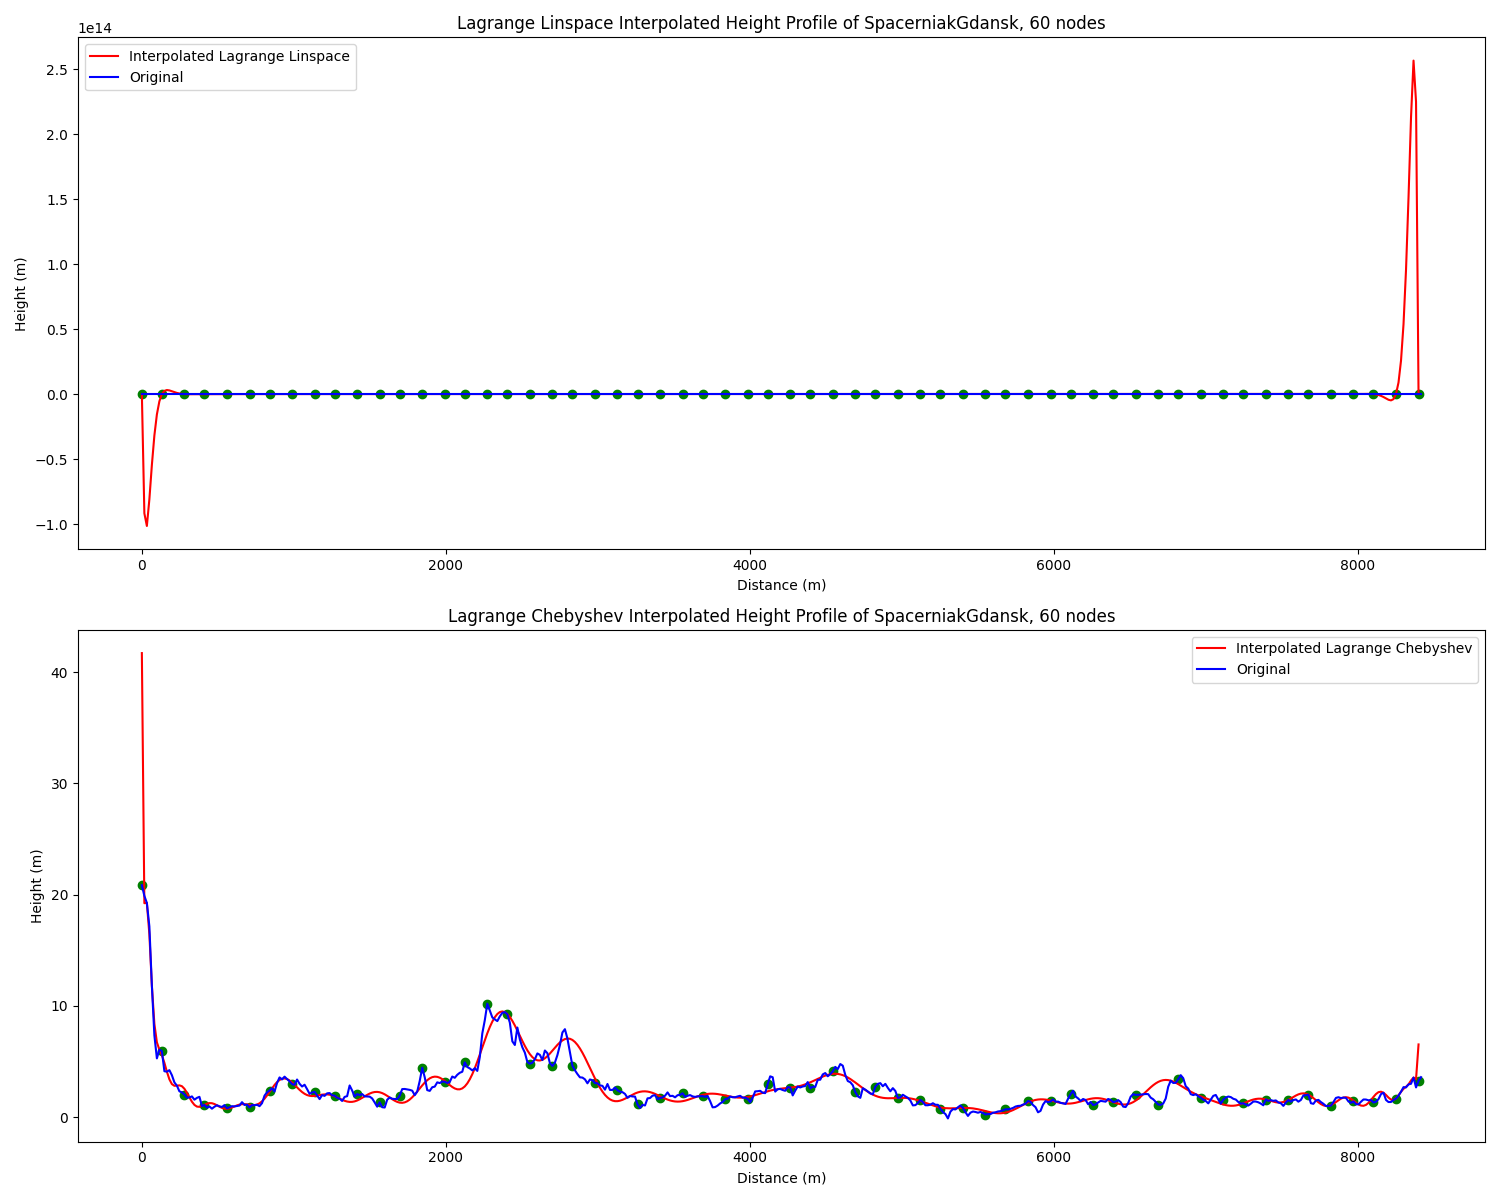 Lagrange Linspace Interpolated Height Profile of SpacerniakGdansk, 60 nodes
1e14
Interpolated Lagrange Linspace
Original
2.5
2.0
1.5
1.0
0.5
0.0
−0.5
−1.0
Height (m)
0 2000 4000 6000 8000
Distance (m)
Lagrange Chebyshev Interpolated Height Profile of SpacerniakGdansk, 60 nodes
Interpolated Lagrange Chebyshev
Original
40
30
20
10
0
Height (m)
0 2000 4000 6000 8000
Distance (m)